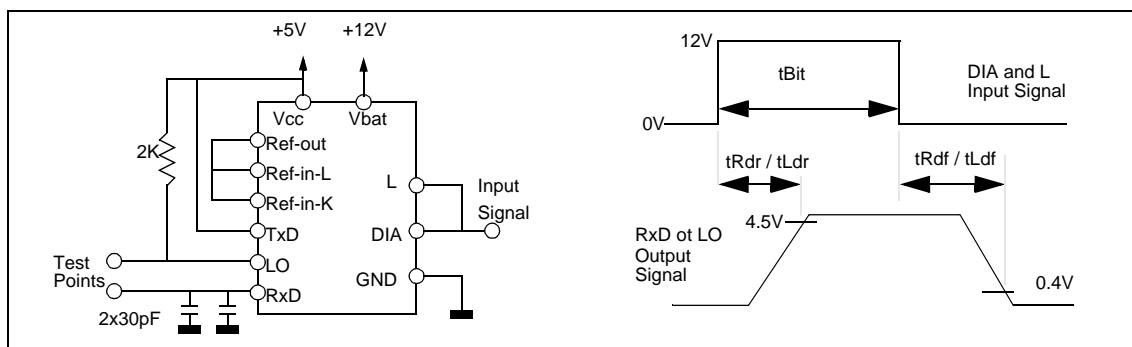 +5V +12V
Vcc Vbat
2K
Ref-out
Ref-in-L
Ref-in-K
TxD
LO
RxD
L
DIA
GND
Input
Signal
Test
Points
2x30pF
12V
0V
tBit
DIA and L
Input Signal
tRdr / tLdr
tRdf / tLdf
4.5V
0.4V
RxD ot LO
Output
Signal